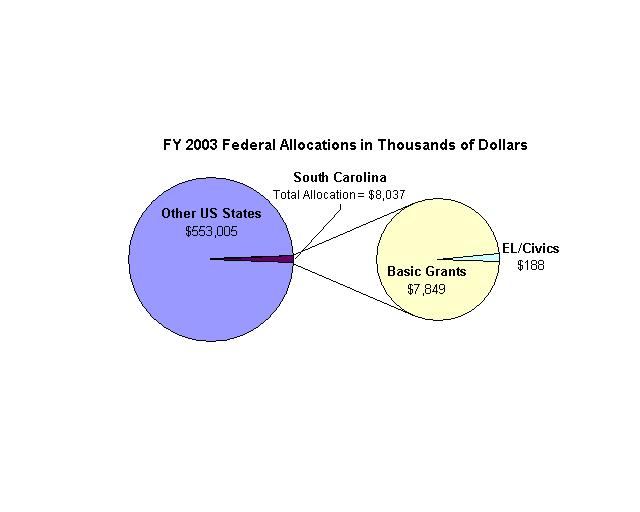 FY 2003 Federal Allocations in Thousands of Dollars
South Carolina
Total Allocation = $8,037
Other US States
$553,005
EL/Civics
$188
Basic Grants
$7,849